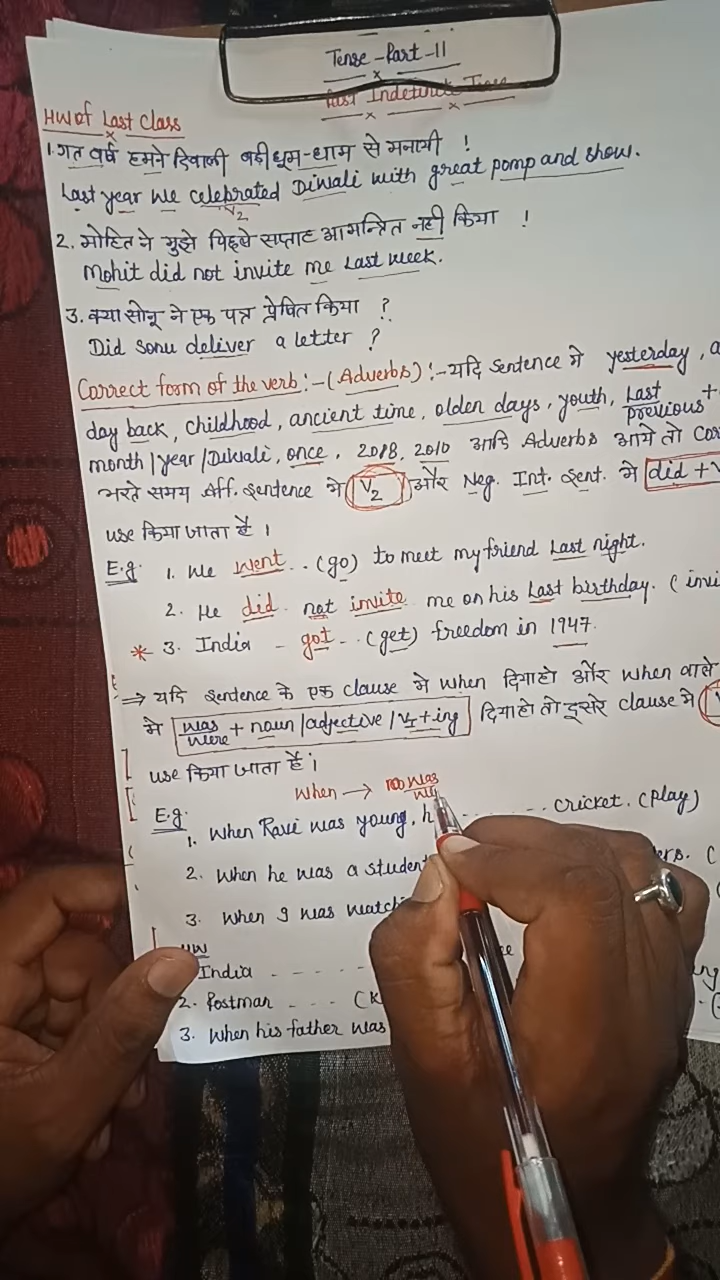 Tense - Part - II
Past Indefinite Tense
HW of Last Class
1. गत वर्ष हमने दिवाली बड़ी धूम-धाम से मनायी !
Last year we celebrated Diwali with great pomp and show.
V2
2. मोहित ने मुझे पिछले सप्ताह आमन्त्रित नही किया !
Mohit did not invite me Last week.
3. क्या सोनू ने एक पत्र प्रेषित किया ?
Did Sonu deliver a letter ?
Correct form of the verb :- (Adverbs) :- यदि sentence मे yesterday, a
day back, childhood, ancient time, olden days, youth, Last +
previous
month / year / Diwali, once, 2018, 2010 आदि Adverbs आये तो
भरते समय Aff. sentence मे V2 और Neg. Int. Sent. मे did + V
use किया जाता है ।
E.g. 1. We went .. (go) to meet my friend Last night.
2. He did not invite me on his Last birthday. (invi
* 3. India - got .. (get) freedom in 1947.
⇒ यदि sentence के एक clause मे when दिया हो और when वाले
मे was + noun / adjective / V1 + ing दिया हो तो दूसरे clause मे
were
use किया जाता है ।
When → was
E.g.
1. When Ravi was young, h ...... cricket. (Play)
2. When he was a student ers. (
3. When I was watch
HW
India - - - - -
2. Postman - - - - (K
3. When his father was